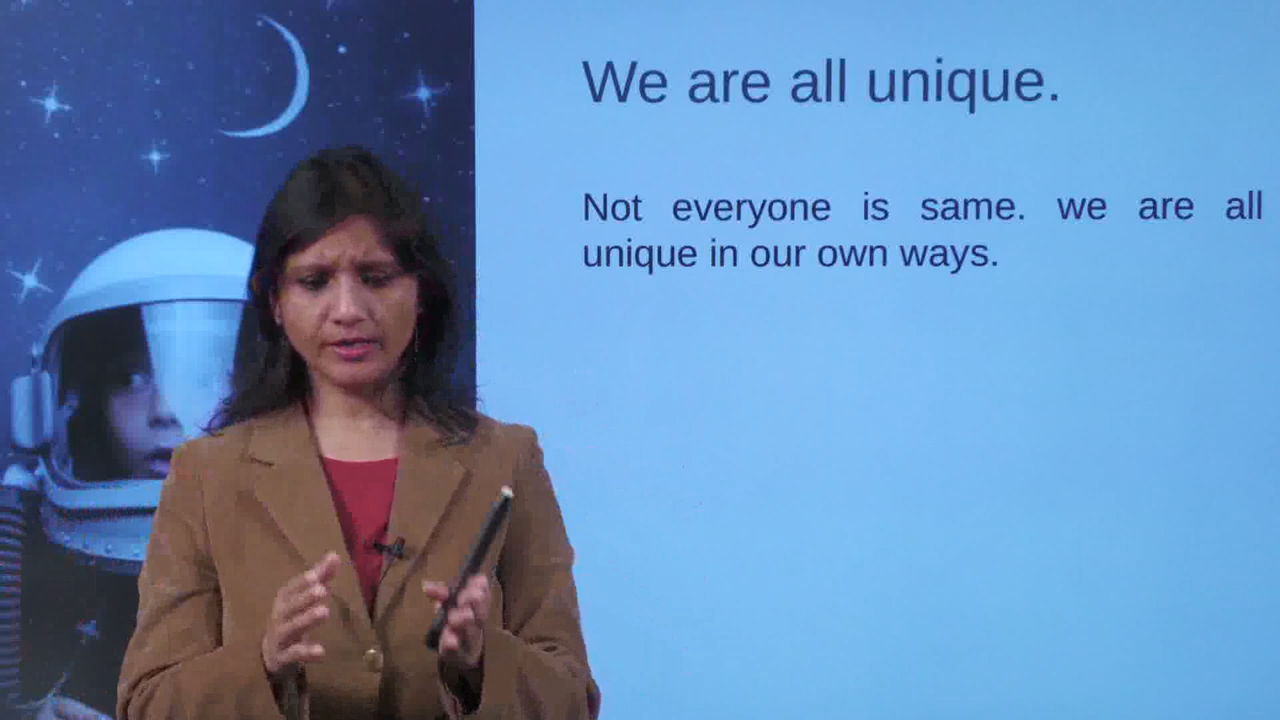 We are all unique.
Not everyone is same. we are all
unique in our own ways.